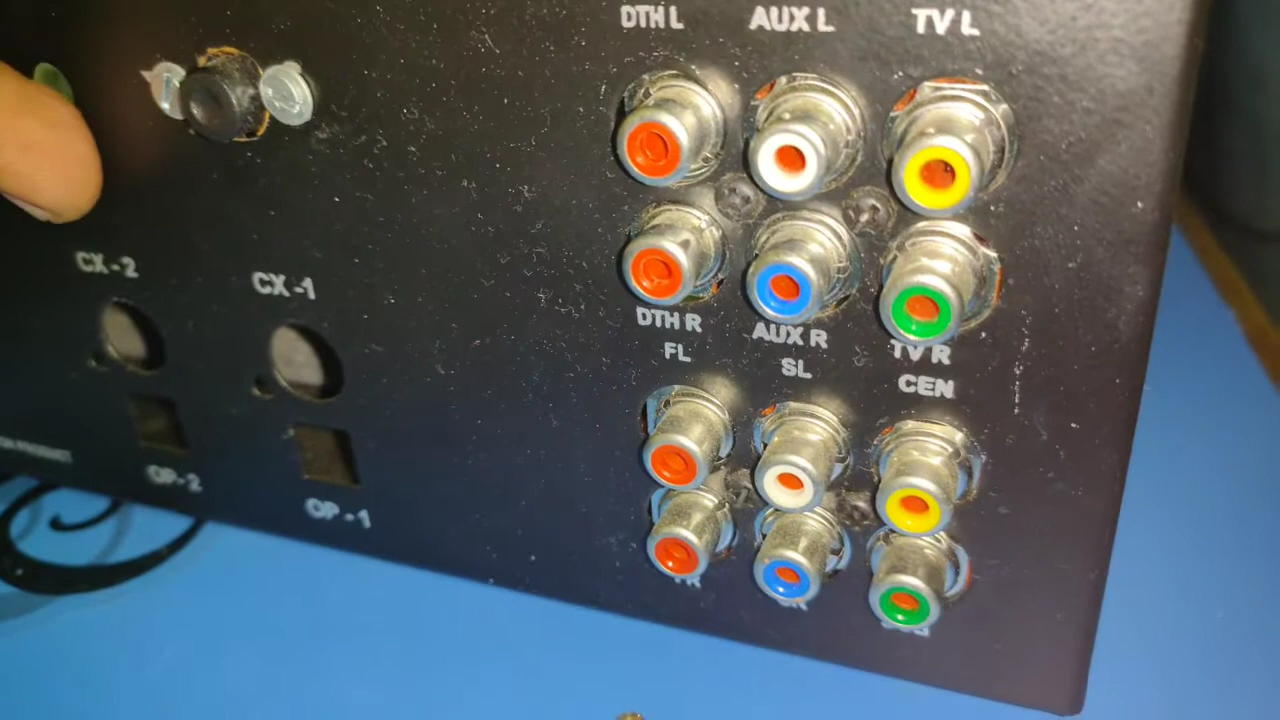 DTH L AUX L TV L
CX-2 CX-1
DTH R AUX R TV R
FL SL CEN
OP-2 OP-1